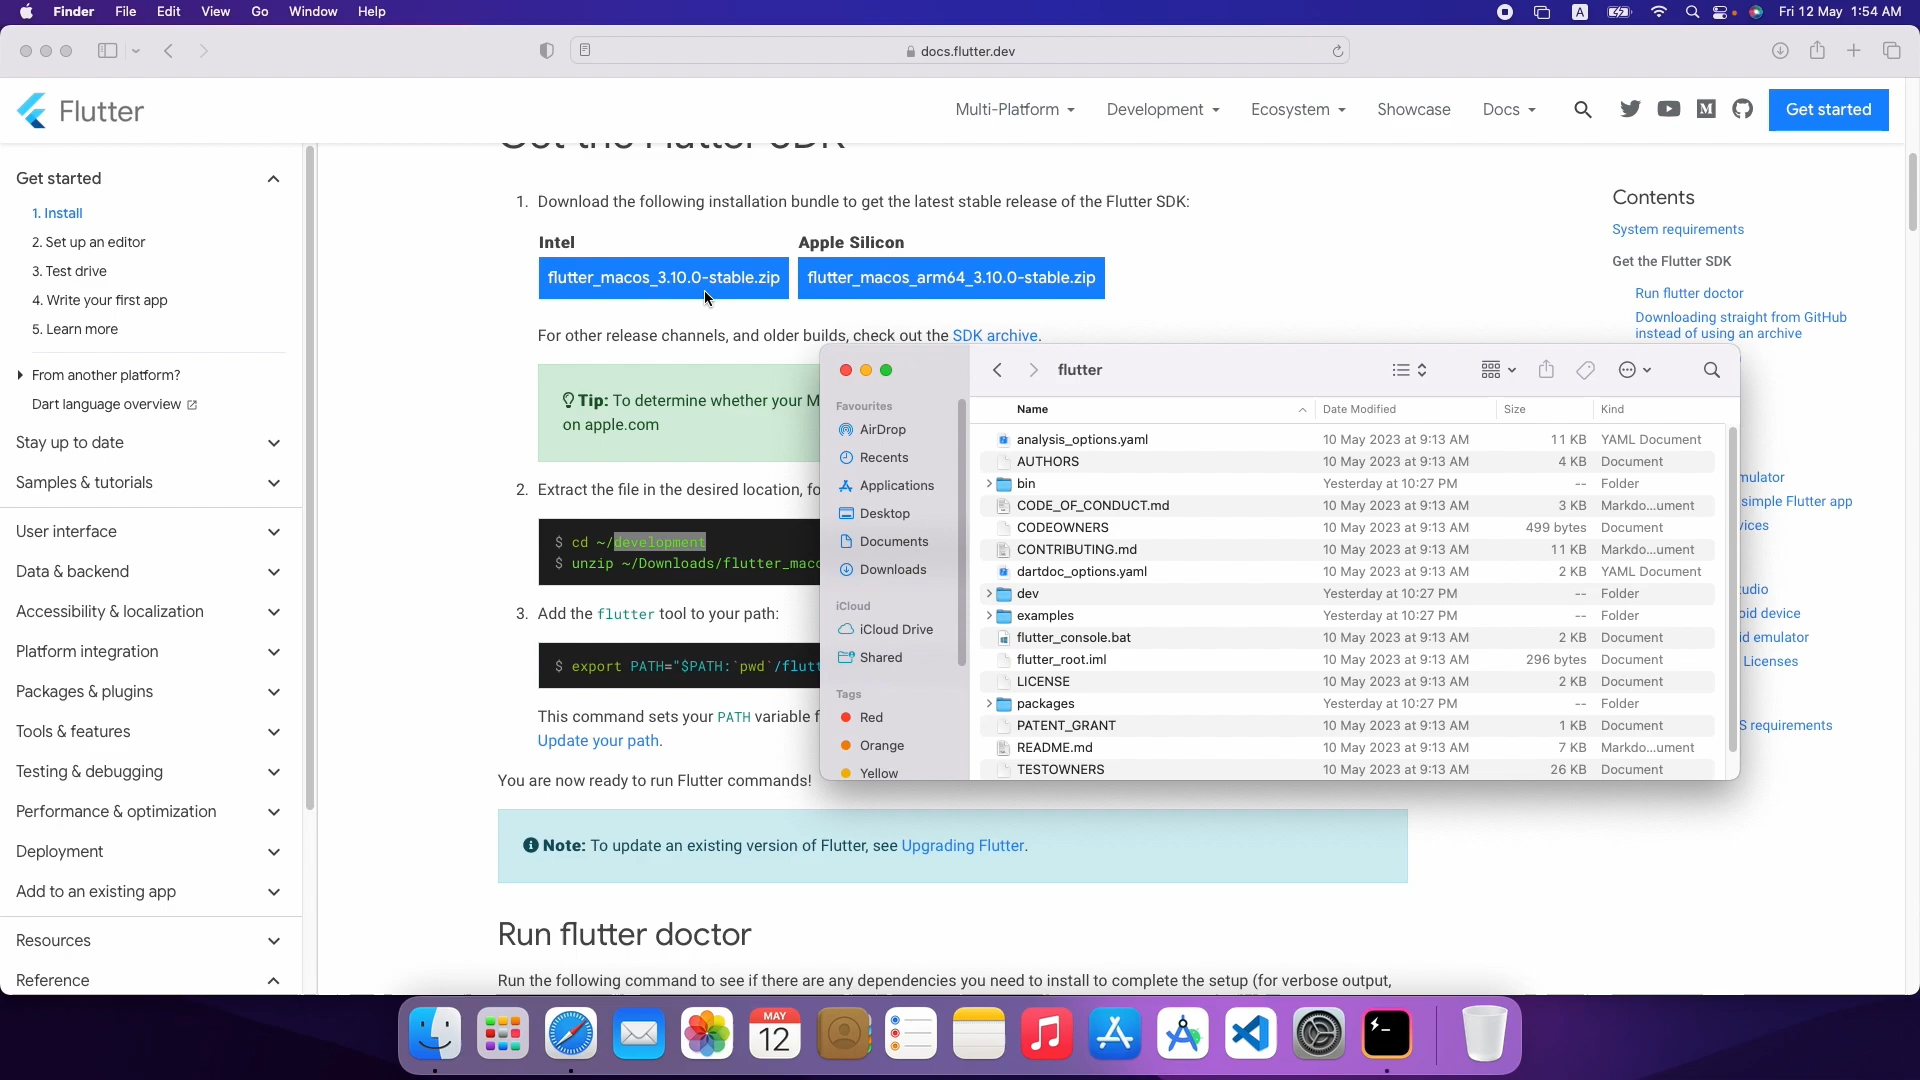 Finder File Edit View Go Window Help
A
Fri 12 May 1:54 AM
docs.flutter.dev
Flutter
Multi-Platform Development Ecosystem Showcase Docs
Get started
Get started
1. Install
2. Set up an editor
3. Test drive
4. Write your first app
5. Learn more
From another platform?
Dart language overview
Stay up to date
Samples & tutorials
User interface
Data & backend
Accessibility & localization
Platform integration
Packages & plugins
Tools & features
Testing & debugging
Performance & optimization
Deployment
Add to an existing app
Resources
Reference
Get the Flutter SDK
1. Download the following installation bundle to get the latest stable release of the Flutter SDK:
Intel
Apple Silicon
flutter_macos_3.10.0-stable.zip
flutter_macos_arm64_3.10.0-stable.zip
For other release channels, and older builds, check out the SDK archive.
Tip: To determine whether your M
on apple.com
2. Extract the file in the desired location, fo
$ cd ~/development
$ unzip ~/Downloads/flutter_macc
3. Add the flutter tool to your path:
$ export PATH="$PATH:`pwd`/flutt
This command sets your PATH variable f
Update your path.
You are now ready to run Flutter commands!
Note: To update an existing version of Flutter, see Upgrading Flutter.
Run flutter doctor
Run the following command to see if there are any dependencies you need to install to complete the setup (for verbose output,
Contents
System requirements
Get the Flutter SDK
Run flutter doctor
Downloading straight from GitHub
instead of using an archive
mulator
simple Flutter app
vices
udio
oid device
id emulator
Licenses
S requirements
Favourites
AirDrop
Recents
Applications
Desktop
Documents
Downloads
iCloud
iCloud Drive
Shared
Tags
Red
Orange
Yellow
flutter
Name Date Modified Size Kind
analysis_options.yaml 10 May 2023 at 9:13 AM 11 KB YAML Document
AUTHORS 10 May 2023 at 9:13 AM 4 KB Document
bin Yesterday at 10:27 PM -- Folder
CODE_OF_CONDUCT.md 10 May 2023 at 9:13 AM 3 KB Markdo...ument
CODEOWNERS 10 May 2023 at 9:13 AM 499 bytes Document
CONTRIBUTING.md 10 May 2023 at 9:13 AM 11 KB Markdo...ument
dartdoc_options.yaml 10 May 2023 at 9:13 AM 2 KB YAML Document
dev Yesterday at 10:27 PM -- Folder
examples Yesterday at 10:27 PM -- Folder
flutter_console.bat 10 May 2023 at 9:13 AM 2 KB Document
flutter_root.iml 10 May 2023 at 9:13 AM 296 bytes Document
LICENSE 10 May 2023 at 9:13 AM 2 KB Document
packages Yesterday at 10:27 PM -- Folder
PATENT_GRANT 10 May 2023 at 9:13 AM 1 KB Document
README.md 10 May 2023 at 9:13 AM 7 KB Markdo...ument
TESTOWNERS 10 May 2023 at 9:13 AM 26 KB Document
MAY
12